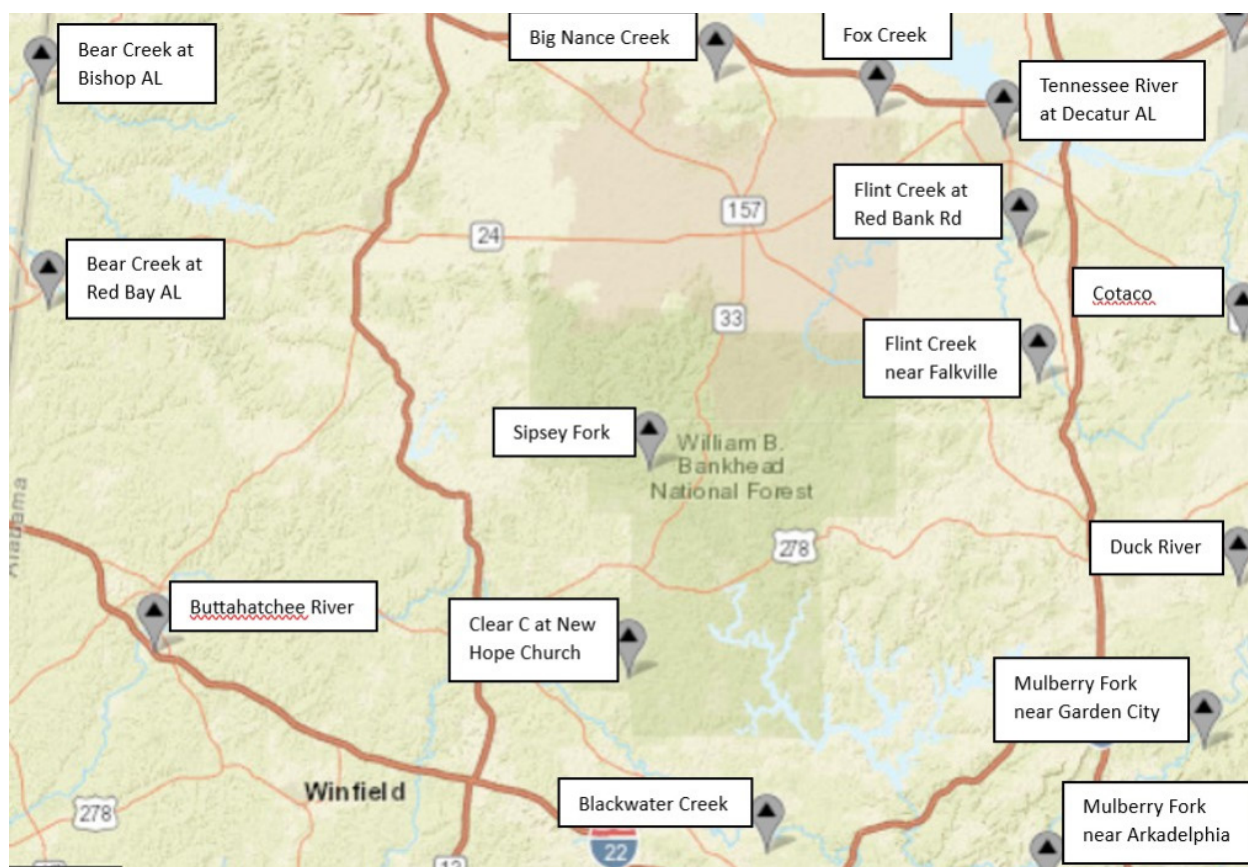 Bear Creek at
Bishop AL
Big Nance Creek
Fox Creek
Tennessee River
at Decatur AL
Flint Creek at
Red Bank Rd
157
24
Bear Creek at
Red Bay AL
Cotaco
33
Flint Creek
near Falkville
Sipsey Fork
William B.
Bankhead
National Forest
Alabama
278
Duck River
Buttahatchee River
Clear C at New
Hope Church
Mulberry Fork
near Garden City
Winfield
278
Blackwater Creek
Mulberry Fork
near Arkadelphia
22
13